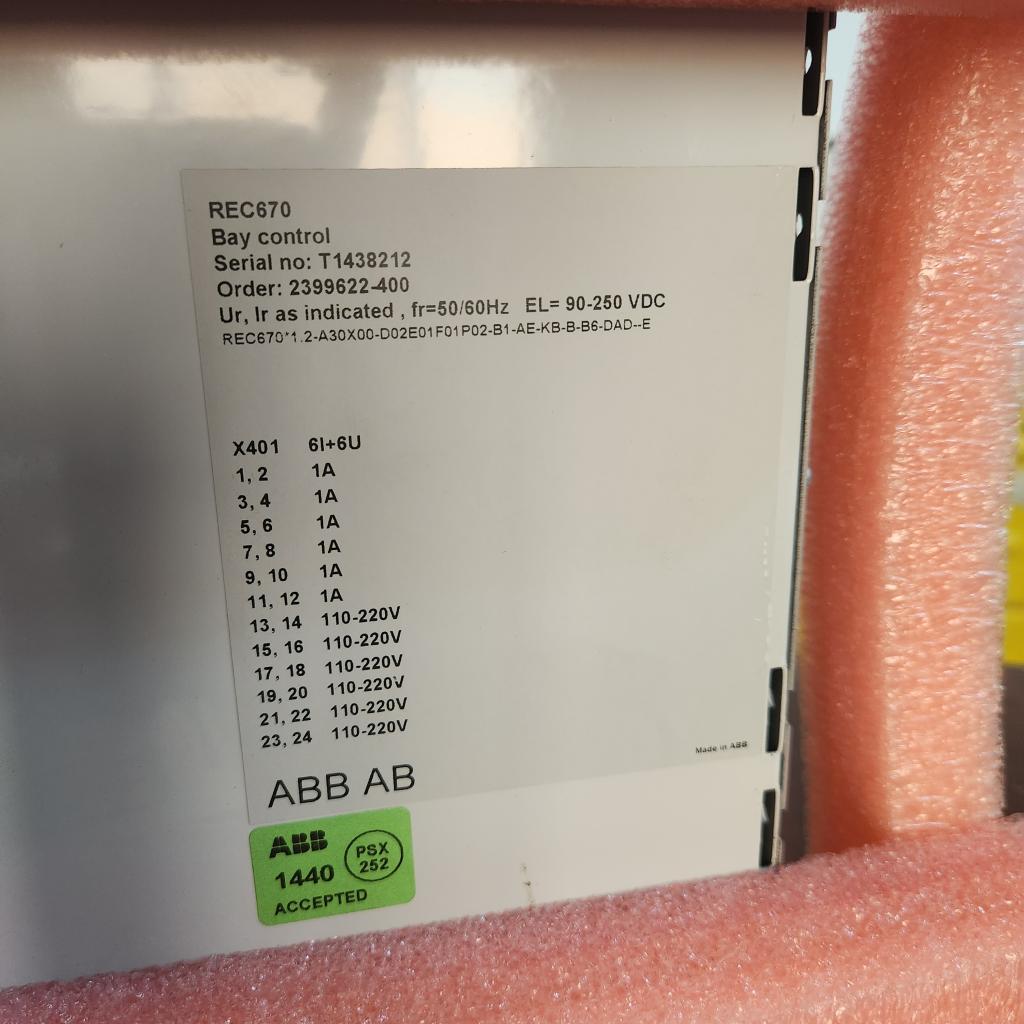 REC670
Bay control
Serial no: T1438212
Order: 2399622-400
Ur, Ir as indicated , fr=50/60Hz EL= 90-250 VDC
REC670*1.2-A30X00-D02E01F01P02-B1-AE-KB-B-B6-DAD--E
X401 6I+6U
1, 2 1A
3, 4 1A
5, 6 1A
7, 8 1A
9, 10 1A
11, 12 1A
13, 14 110-220V
15, 16 110-220V
17, 18 110-220V
19, 20 110-220V
21, 22 110-220V
23, 24 110-220V
Made in ABB
ABB AB
ABB
PSX
252
1440
ACCEPTED